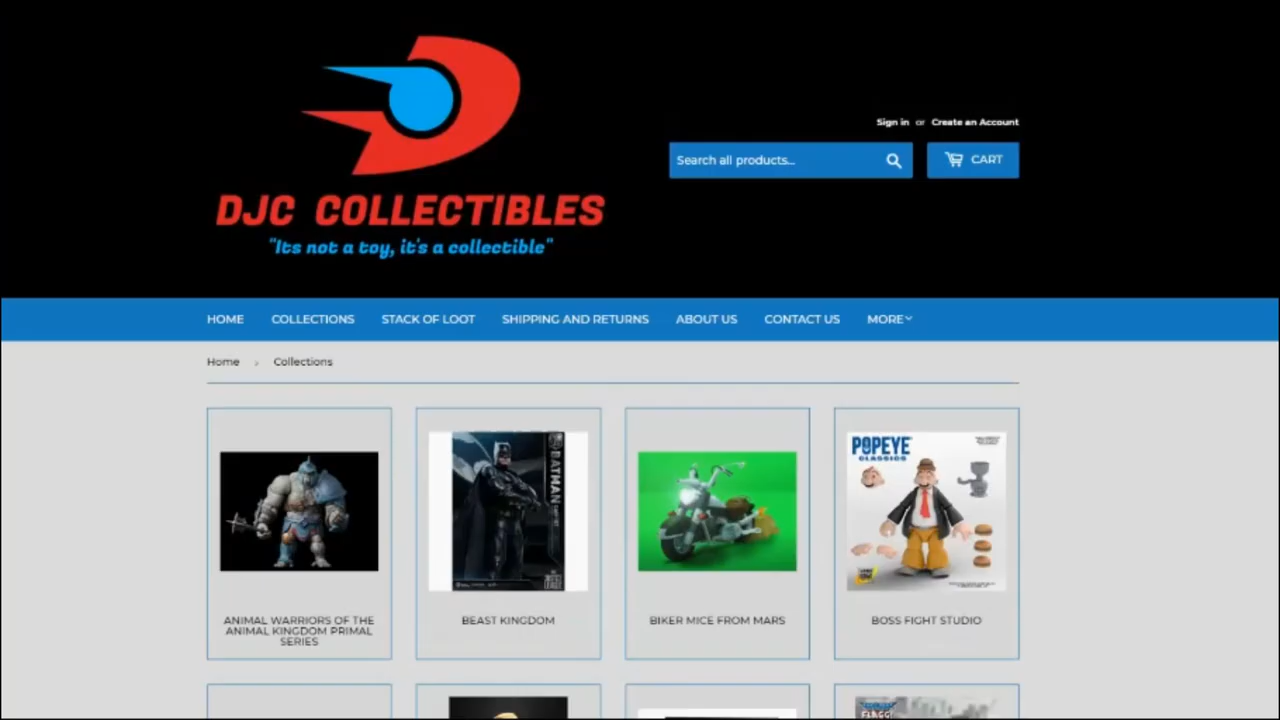 Sign in or Create an Account
Search all products...
CART
DJC COLLECTIBLES
"Its not a toy, it's a collectible"
HOME COLLECTIONS STACK OF LOOT SHIPPING AND RETURNS ABOUT US CONTACT US MORE
Home › Collections
BATMAN
POPEYE
CLASSICS
ANIMAL WARRIORS OF THE
ANIMAL KINGDOM PRIMAL
SERIES
BEAST KINGDOM
BIKER MICE FROM MARS
BOSS FIGHT STUDIO